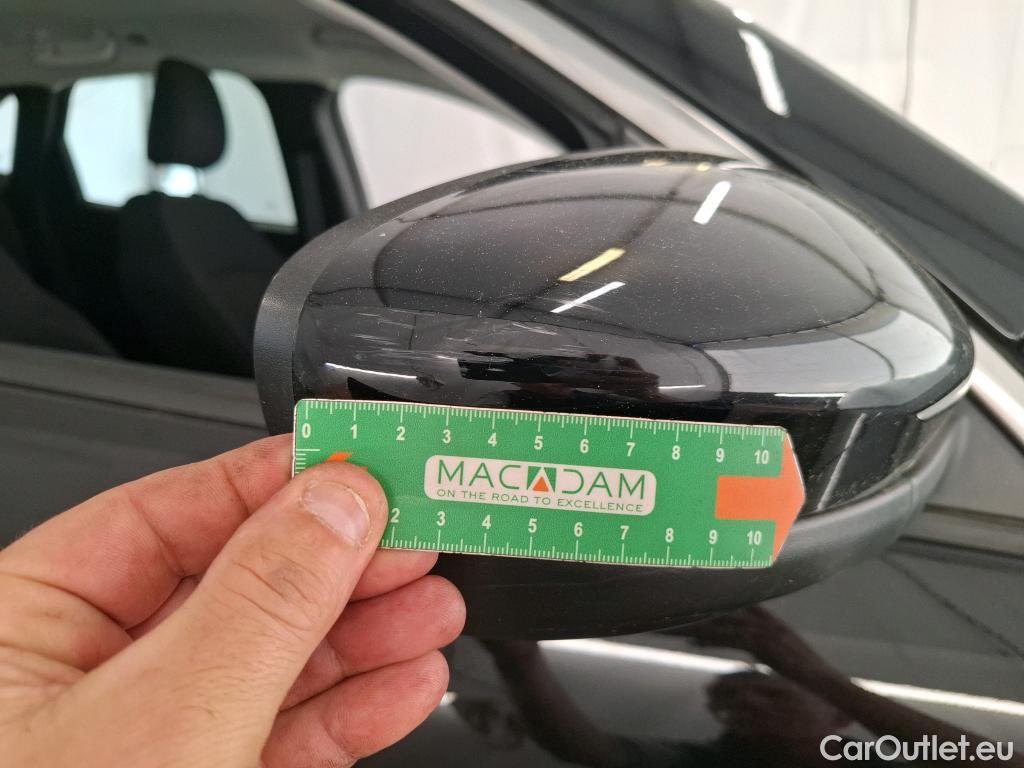 0 1 2 3 4 5 6 7 8 9 10
MACADAM
ON THE ROAD TO EXCELLENCE
2 3 4 5 6 7 8 9 10
CarOutlet.eu